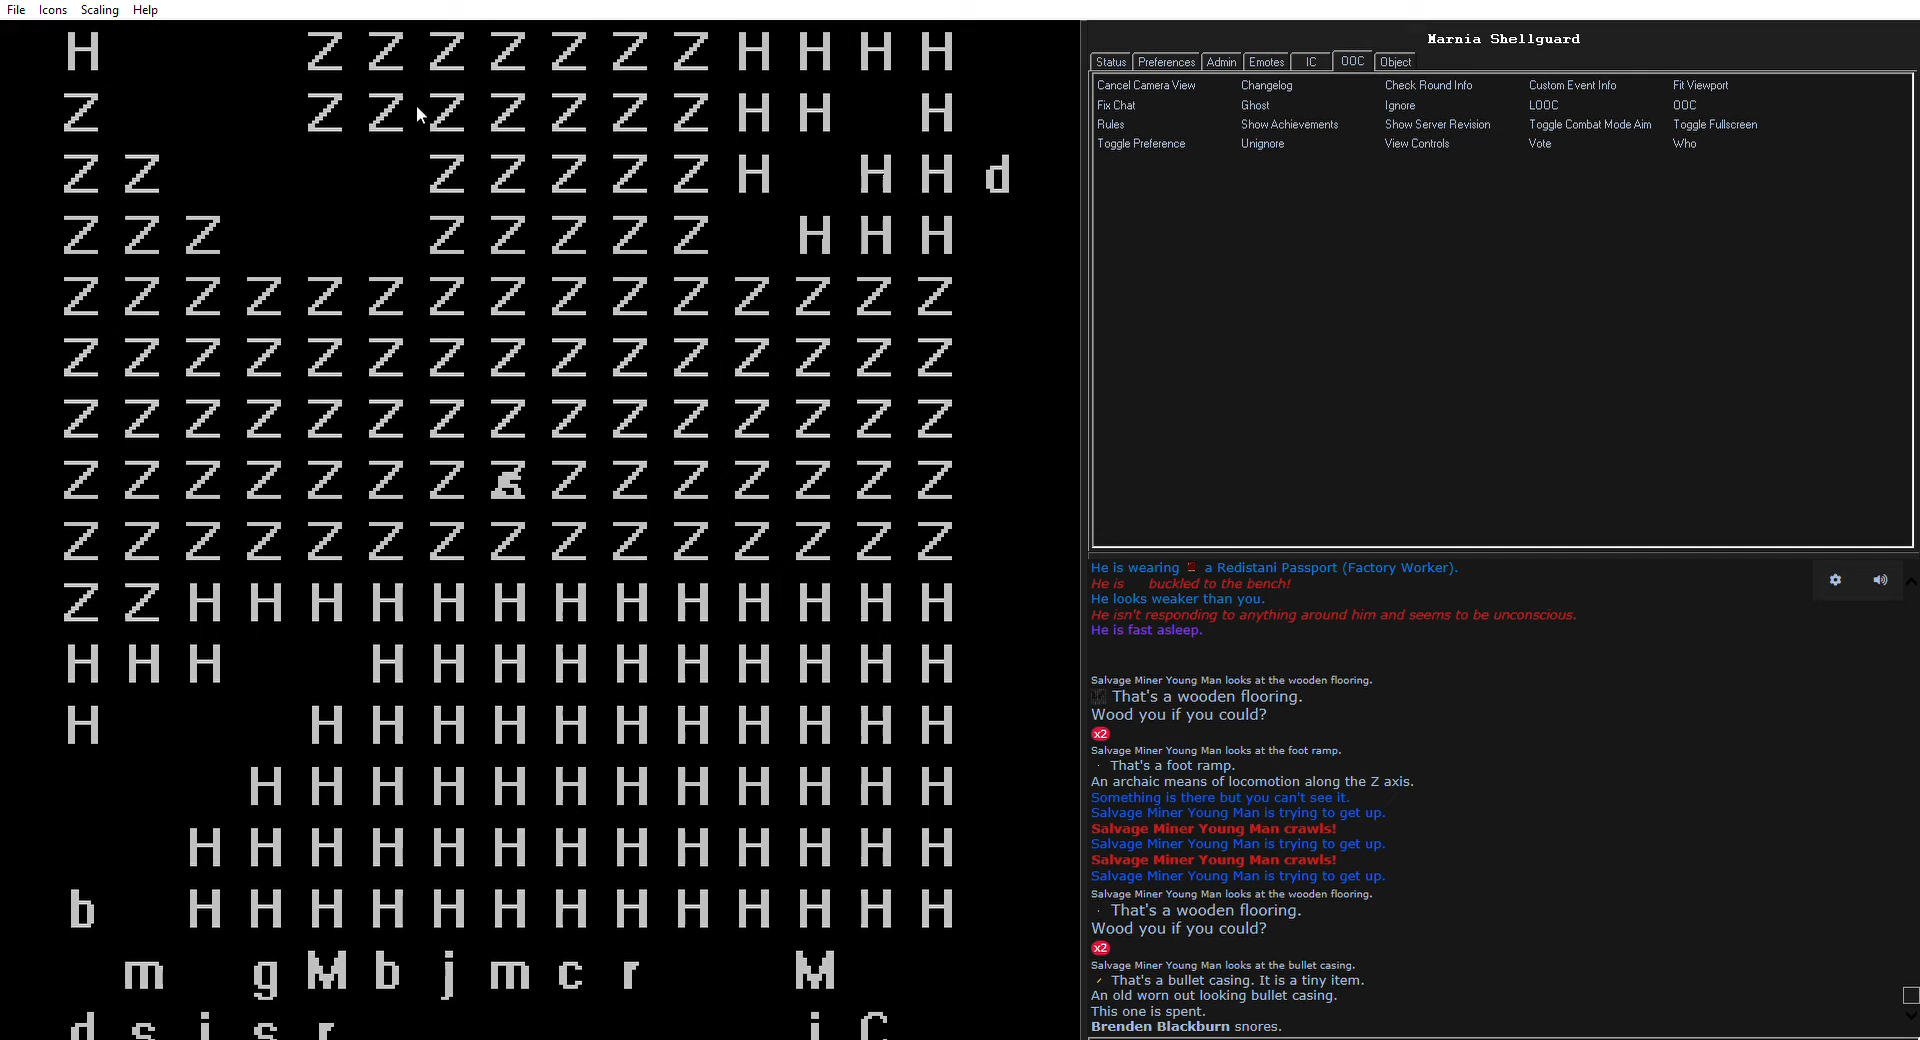 File Icons Scaling Help
H Z Z Z Z Z Z Z H H H H
Z Z Z Z Z Z Z Z H H H
Z Z Z Z Z Z Z H H H d
Z Z Z Z Z Z Z Z H H H
Z Z Z Z Z Z Z Z Z Z Z Z Z Z Z
Z Z Z Z Z Z Z Z Z Z Z Z Z Z Z
Z Z Z Z Z Z Z Z Z Z Z Z Z Z Z
Z Z Z Z Z Z Z Z Z Z Z Z Z Z
Z Z Z Z Z Z Z Z Z Z Z Z Z Z Z
Z Z H H H H H H H H H H H H H
H H H H H H H H H H H H H
H H H H H H H H H H H H
H H H H H H H H H H H H
H H H H H H H H H H H H H
b H H H H H H H H H H H H H
m g M b j m c r M
d s i s r i C
Marnia Shellguard
Status Preferences Admin Emotes IC OOC Object
Cancel Camera View Changelog Check Round Info Custom Event Info Fit Viewport
Fix Chat Ghost Ignore LOOC OOC
Rules Show Achievements Show Server Revision Toggle Combat Mode Aim Toggle Fullscreen
Toggle Preference Unignore View Controls Vote Who
He is wearing a Redistani Passport (Factory Worker).
He is buckled to the bench!
He looks weaker than you.
He isn't responding to anything around him and seems to be unconscious.
He is fast asleep.
Salvage Miner Young Man looks at the wooden flooring.
That's a wooden flooring.
Wood you if you could?
x2
Salvage Miner Young Man looks at the foot ramp.
That's a foot ramp.
An archaic means of locomotion along the Z axis.
Something is there but you can't see it.
Salvage Miner Young Man is trying to get up.
Salvage Miner Young Man crawls!
Salvage Miner Young Man is trying to get up.
Salvage Miner Young Man crawls!
Salvage Miner Young Man is trying to get up.
Salvage Miner Young Man looks at the wooden flooring.
That's a wooden flooring.
Wood you if you could?
x2
Salvage Miner Young Man looks at the bullet casing.
That's a bullet casing. It is a tiny item.
An old worn out looking bullet casing.
This one is spent.
Brenden Blackburn snores.